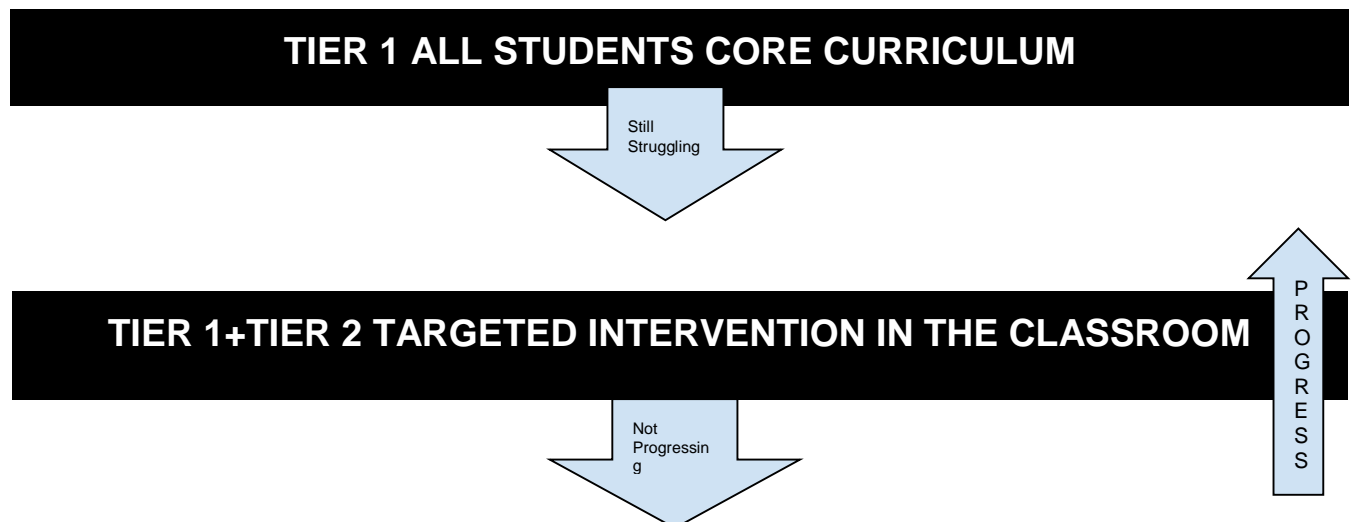 TIER 1 ALL STUDENTS CORE CURRICULUM
Still
Struggling
TIER 1+TIER 2 TARGETED INTERVENTION IN THE CLASSROOM
P
R
O
G
R
E
S
S
Not
Progressin
g